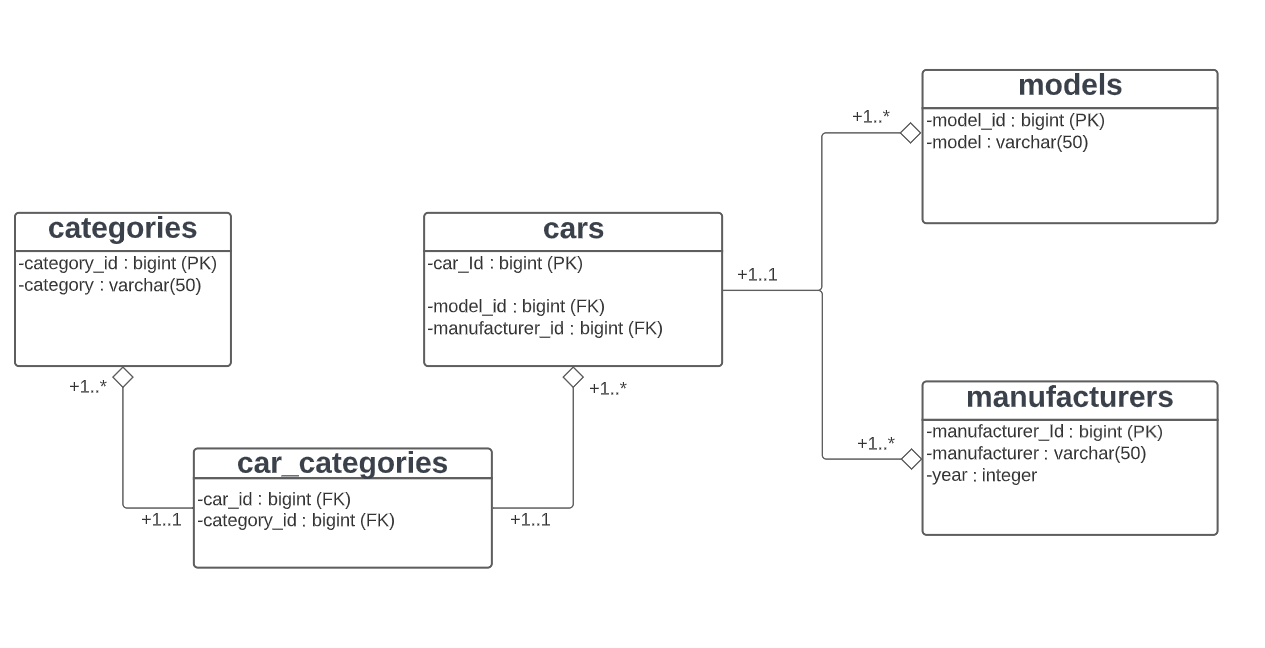 models
-model_id : bigint (PK)
-model : varchar(50)
+1..*
categories
-category_id : bigint (PK)
-category : varchar(50)
+1..*
cars
-car_Id : bigint (PK)
-model_id : bigint (FK)
-manufacturer_id : bigint (FK)
+1..1
+1..*
manufacturers
-manufacturer_Id : bigint (PK)
-manufacturer : varchar(50)
-year : integer
+1..*
car_categories
-car_id : bigint (FK)
-category_id : bigint (FK)
+1..1
+1..1